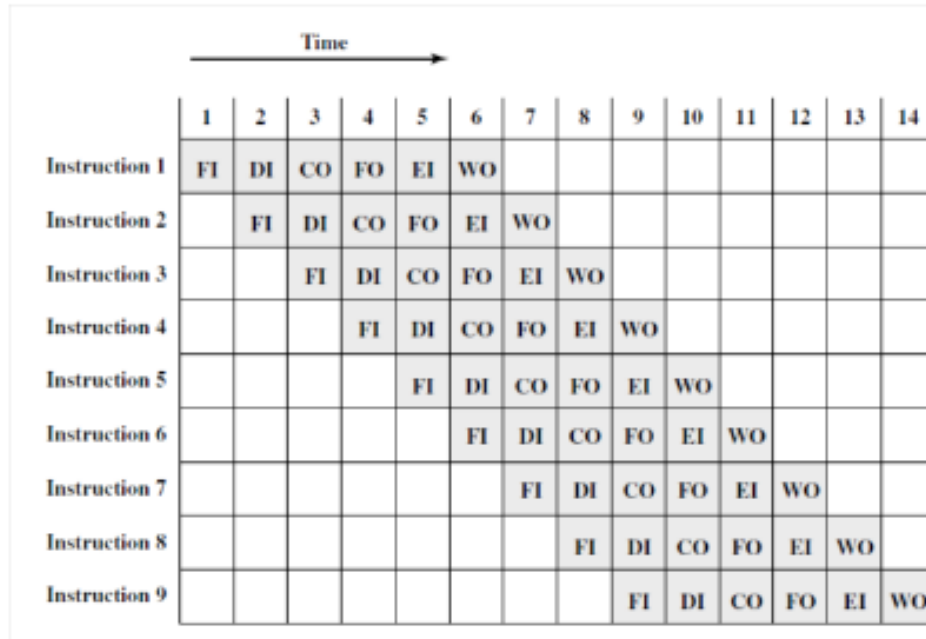 Time
1 2 3 4 5 6 7 8 9 10 11 12 13 14
Instruction 1 FI DI CO FO EI WO
Instruction 2 FI DI CO FO EI WO
Instruction 3 FI DI CO FO EI WO
Instruction 4 FI DI CO FO EI WO
Instruction 5 FI DI CO FO EI WO
Instruction 6 FI DI CO FO EI WO
Instruction 7 FI DI CO FO EI WO
Instruction 8 FI DI CO FO EI WO
Instruction 9 FI DI CO FO EI WO